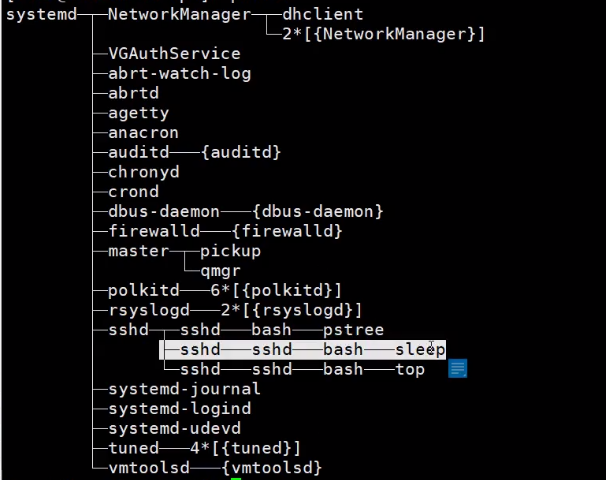 systemd─┬─NetworkManager─┬─dhclient
        │                └─2*[{NetworkManager}]
        ├─VGAuthService
        ├─abrt-watch-log
        ├─abrtd
        ├─agetty
        ├─anacron
        ├─auditd───{auditd}
        ├─chronyd
        ├─crond
        ├─dbus-daemon───{dbus-daemon}
        ├─firewalld───{firewalld}
        ├─master─┬─pickup
        │        └─qmgr
        ├─polkitd───6*[{polkitd}]
        ├─rsyslogd───2*[{rsyslogd}]
        ├─sshd─┬─sshd───bash───pstree
        │      ├─sshd───sshd───bash───sleep
        │      └─sshd───sshd───bash───top
        ├─systemd-journal
        ├─systemd-logind
        ├─systemd-udevd
        ├─tuned───4*[{tuned}]
        └─vmtoolsd───{vmtoolsd}